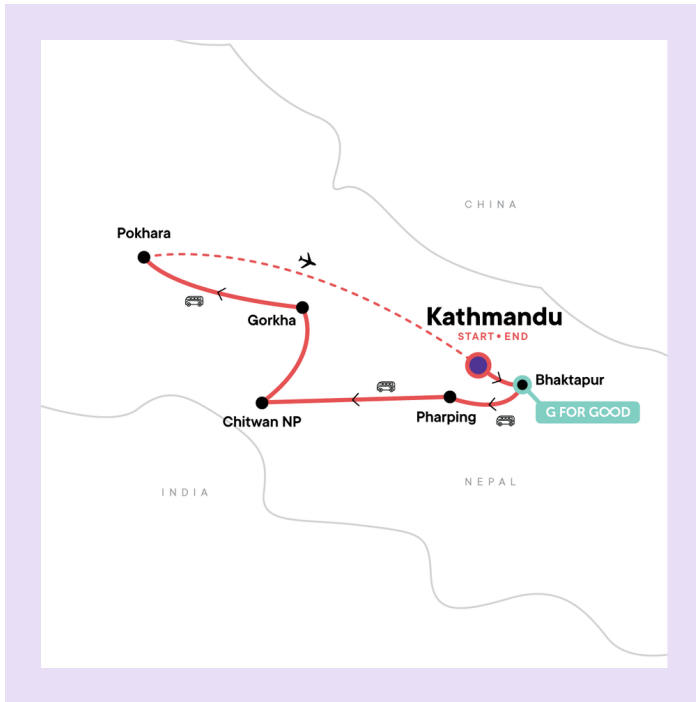 CHINA
Pokhara
Kathmandu
START • END
Gorkha
Bhaktapur
G FOR GOOD
Pharping
Chitwan NP
NEPAL
INDIA